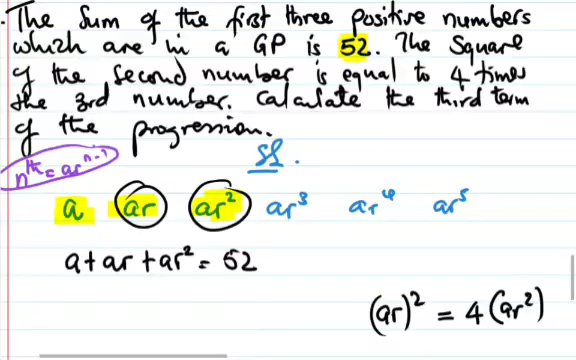 The Sum of the first three positive numbers
which are in a GP is 52. The Square
of the second number is equal to 4 times
the 3rd number. Calculate the third term
of the progression.
nth = ar^(n-1)
Sl.
a ar ar² ar³ ar⁴ ar⁵
a + ar + ar² = 52
(ar)² = 4(ar²)